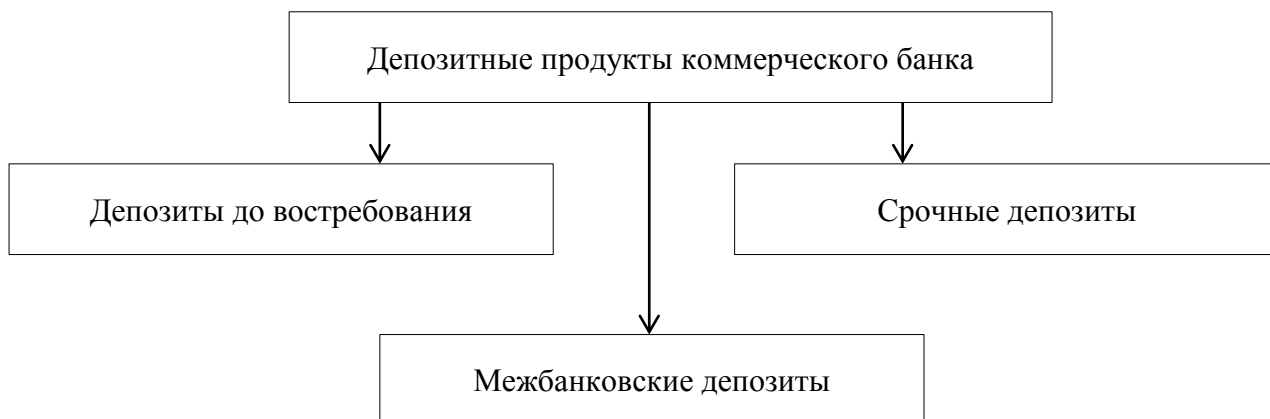 Депозитные продукты коммерческого банка
Депозиты до востребования
Срочные депозиты
Межбанковские депозиты